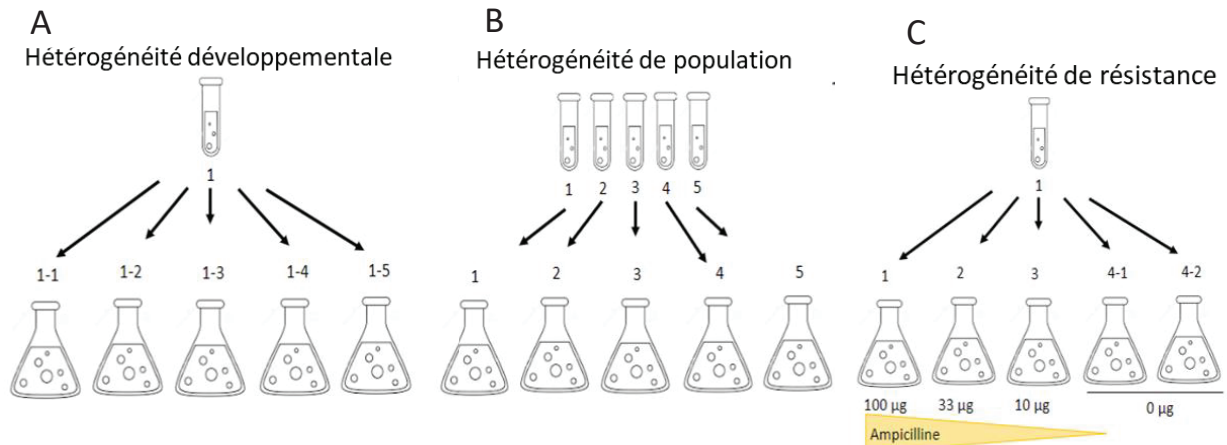 A
Hétérogénéité développementale
1
1-1 1-2 1-3 1-4 1-5
B
Hétérogénéité de population
1 2 3 4 5
1 2 3 4 5
C
Hétérogénéité de résistance
1
1 2 3 4-1 4-2
100 µg 33 µg 10 µg 0 µg
Ampicilline